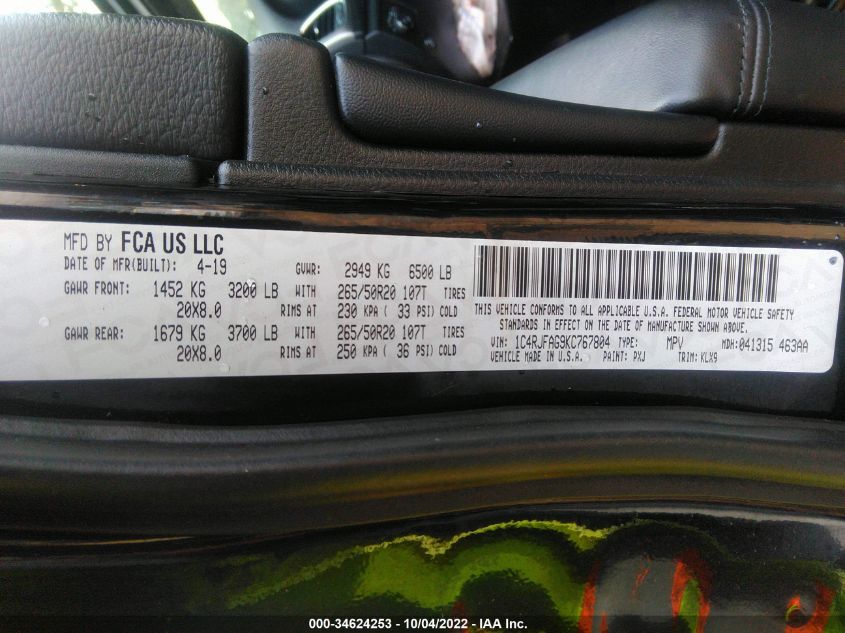 MFD BY FCA US LLC
DATE OF MFR(BUILT): 4-19 GVWR: 2949 KG 6500 LB
GAWR FRONT: 1452 KG 3200 LB WITH 265/50R20 107T TIRES
20X8.0 RIMS AT 230 KPA ( 33 PSI) COLD
GAWR REAR: 1679 KG 3700 LB WITH 265/50R20 107T TIRES
20X8.0 RIMS AT 250 KPA ( 36 PSI) COLD
THIS VEHICLE CONFORMS TO ALL APPLICABLE U.S.A. FEDERAL MOTOR VEHICLE SAFETY
STANDARDS IN EFFECT ON THE DATE OF MANUFACTURE SHOWN ABOVE.
VIN: 1C4RJFAG9KC767804 TYPE: MPV MDH: 041315 463AA
VEHICLE MADE IN U.S.A. PAINT: PXJ TRIM: KLX9
000-34624253 - 10/04/2022 - IAA Inc.